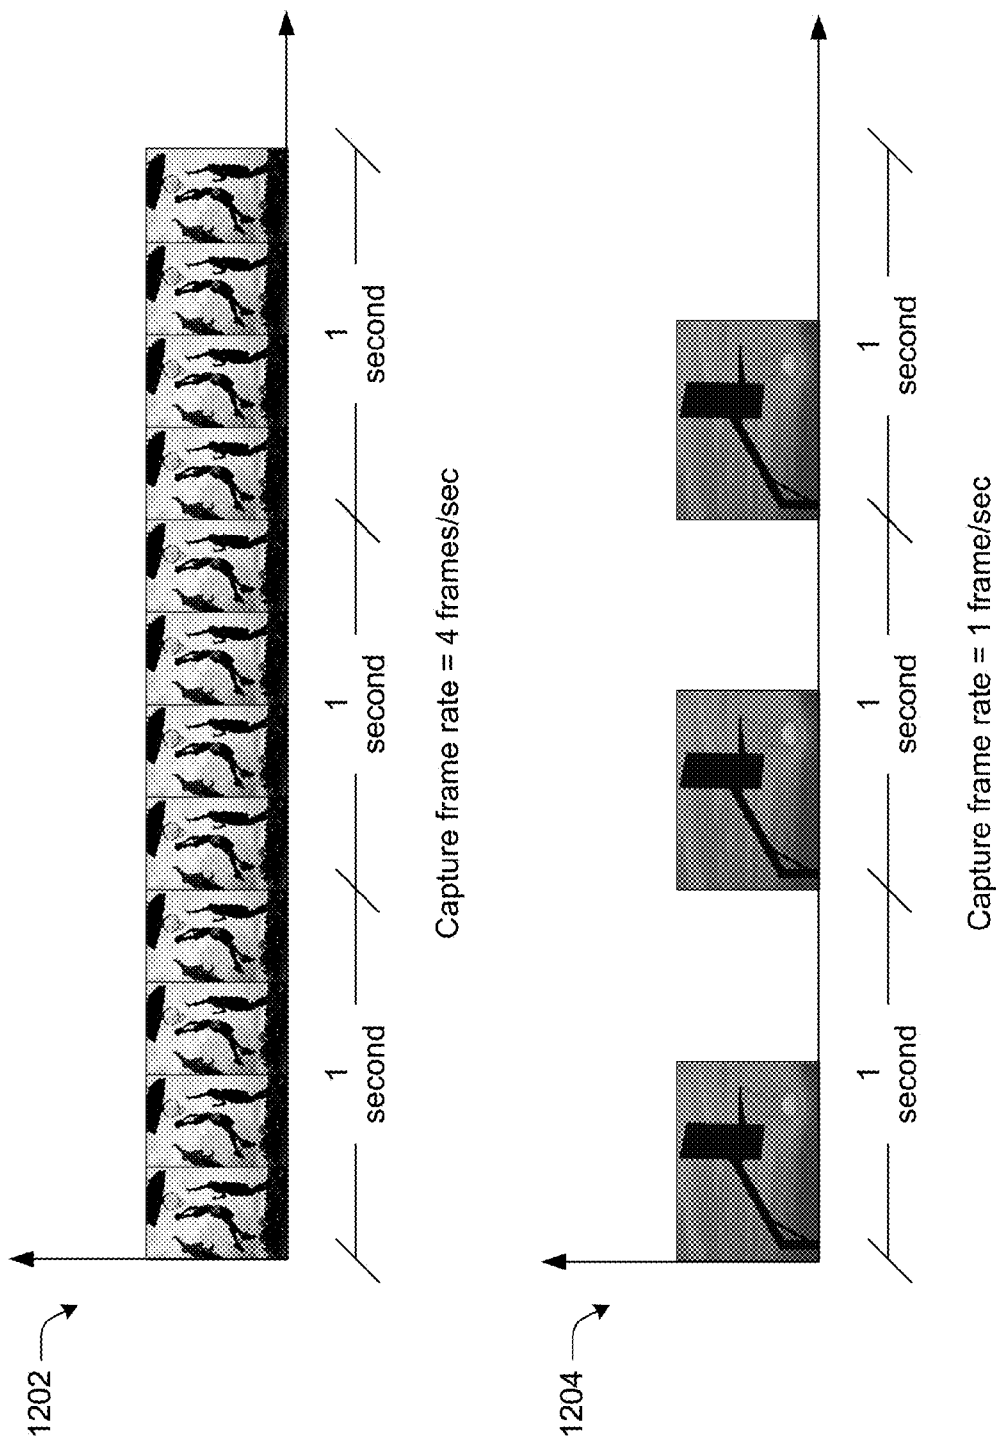 1202
1
second
1
second
1
second
Capture frame rate = 4 frames/sec
1204
1
second
1
second
1
second
Capture frame rate = 1 frame/sec